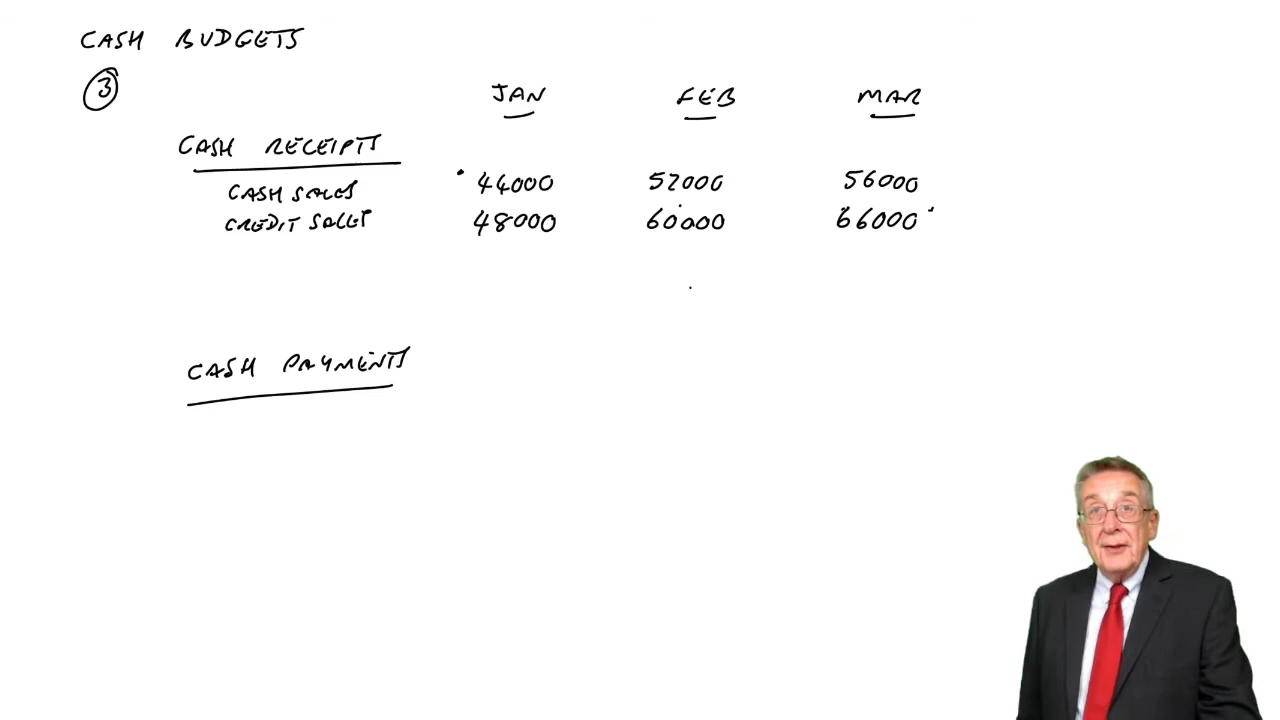 CASH BUDGETS
3
JAN FEB MAR
CASH RECEIPTS
CASH SALES 44000 52000 56000
CREDIT SALES 48000 60000 66000
CASH PAYMENTS